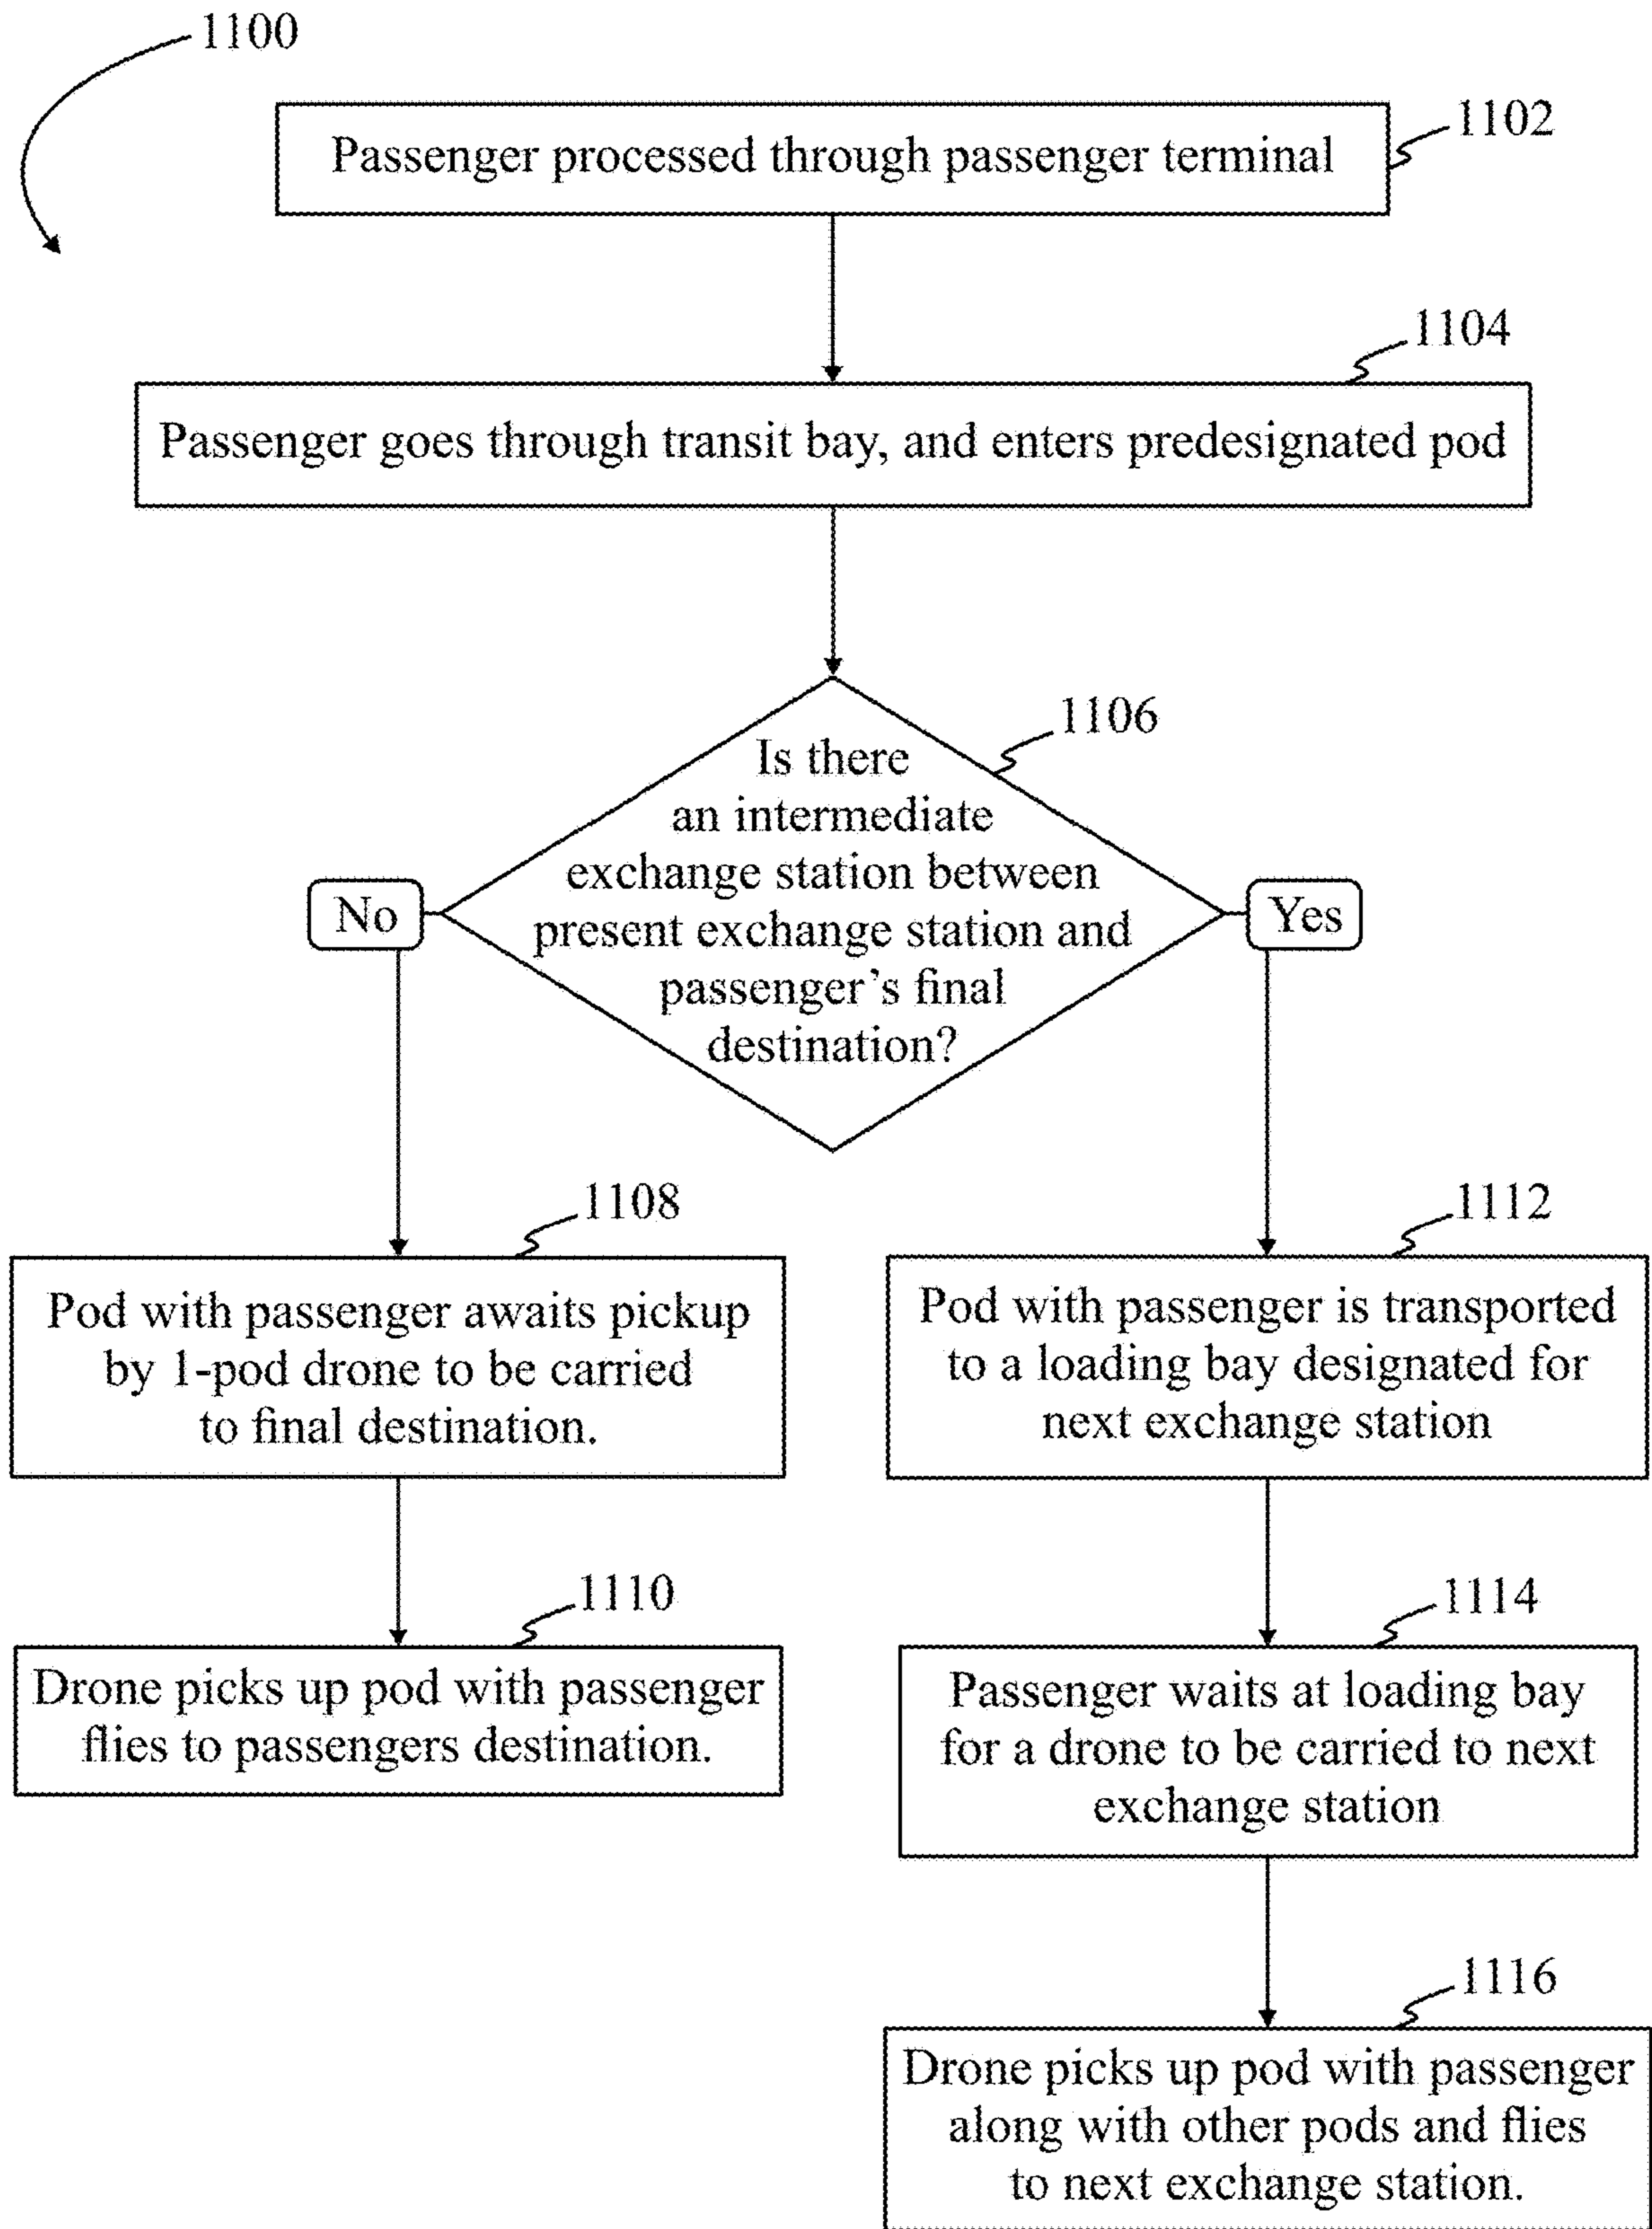 1100
1102
Passenger processed through passenger terminal
1104
Passenger goes through transit bay, and enters predesignated pod
1106
Is there
an intermediate
exchange station between
present exchange station and
passenger’s final
destination?
No
Yes
1108
Pod with passenger awaits pickup
by 1-pod drone to be carried
to final destination.
1110
Drone picks up pod with passenger
flies to passengers destination.
1112
Pod with passenger is transported
to a loading bay designated for
next exchange station
1114
Passenger waits at loading bay
for a drone to be carried to next
exchange station
1116
Drone picks up pod with passenger
along with other pods and flies
to next exchange station.